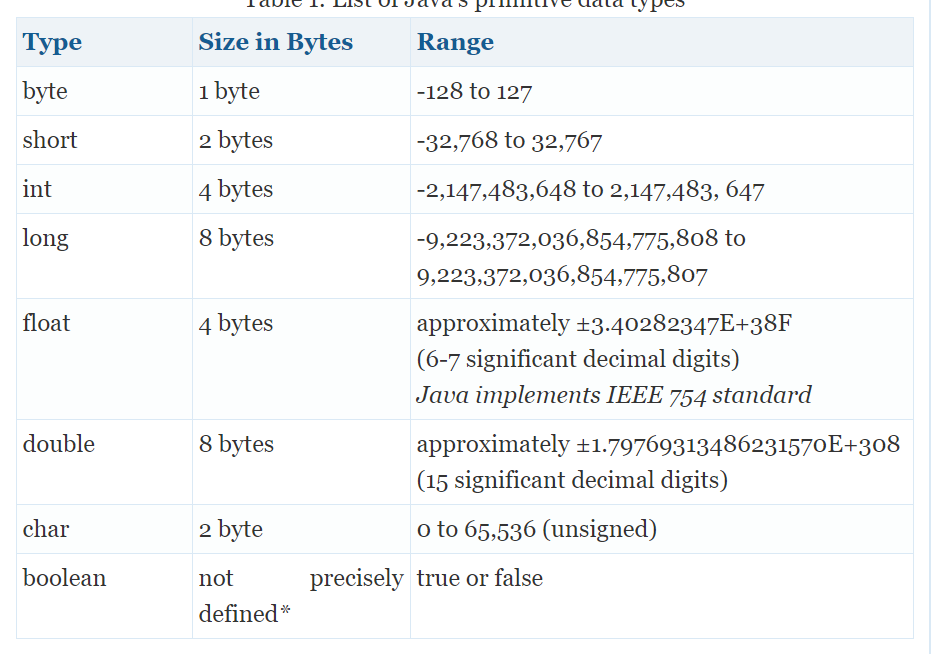 Table 1. List of Java's primitive data types
Type Size in Bytes Range
byte 1 byte -128 to 127
short 2 bytes -32,768 to 32,767
int 4 bytes -2,147,483,648 to 2,147,483, 647
long 8 bytes -9,223,372,036,854,775,808 to
9,223,372,036,854,775,807
float 4 bytes approximately ±3.40282347E+38F
(6-7 significant decimal digits)
Java implements IEEE 754 standard
double 8 bytes approximately ±1.79769313486231570E+308
(15 significant decimal digits)
char 2 byte 0 to 65,536 (unsigned)
boolean not precisely true or false
defined*